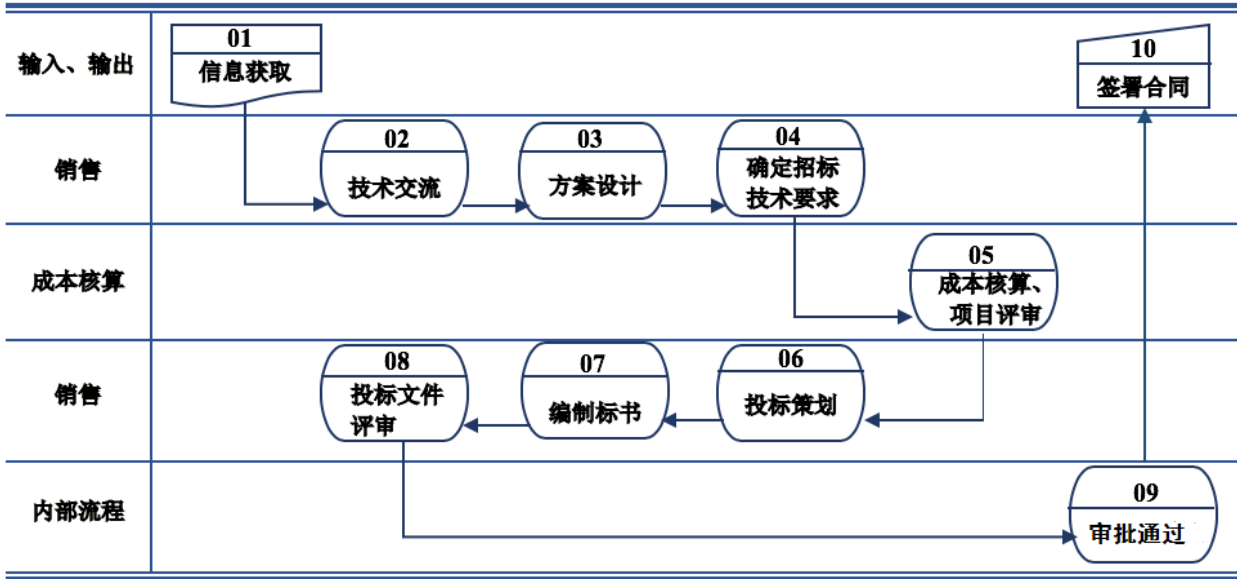 输入、输出
01
信息获取
10
签署合同
销售
02
技术交流
03
方案设计
04
确定招标
技术要求
成本核算
05
成本核算、
项目评审
销售
08
投标文件
评审
07
编制标书
06
投标策划
内部流程
09
审批通过